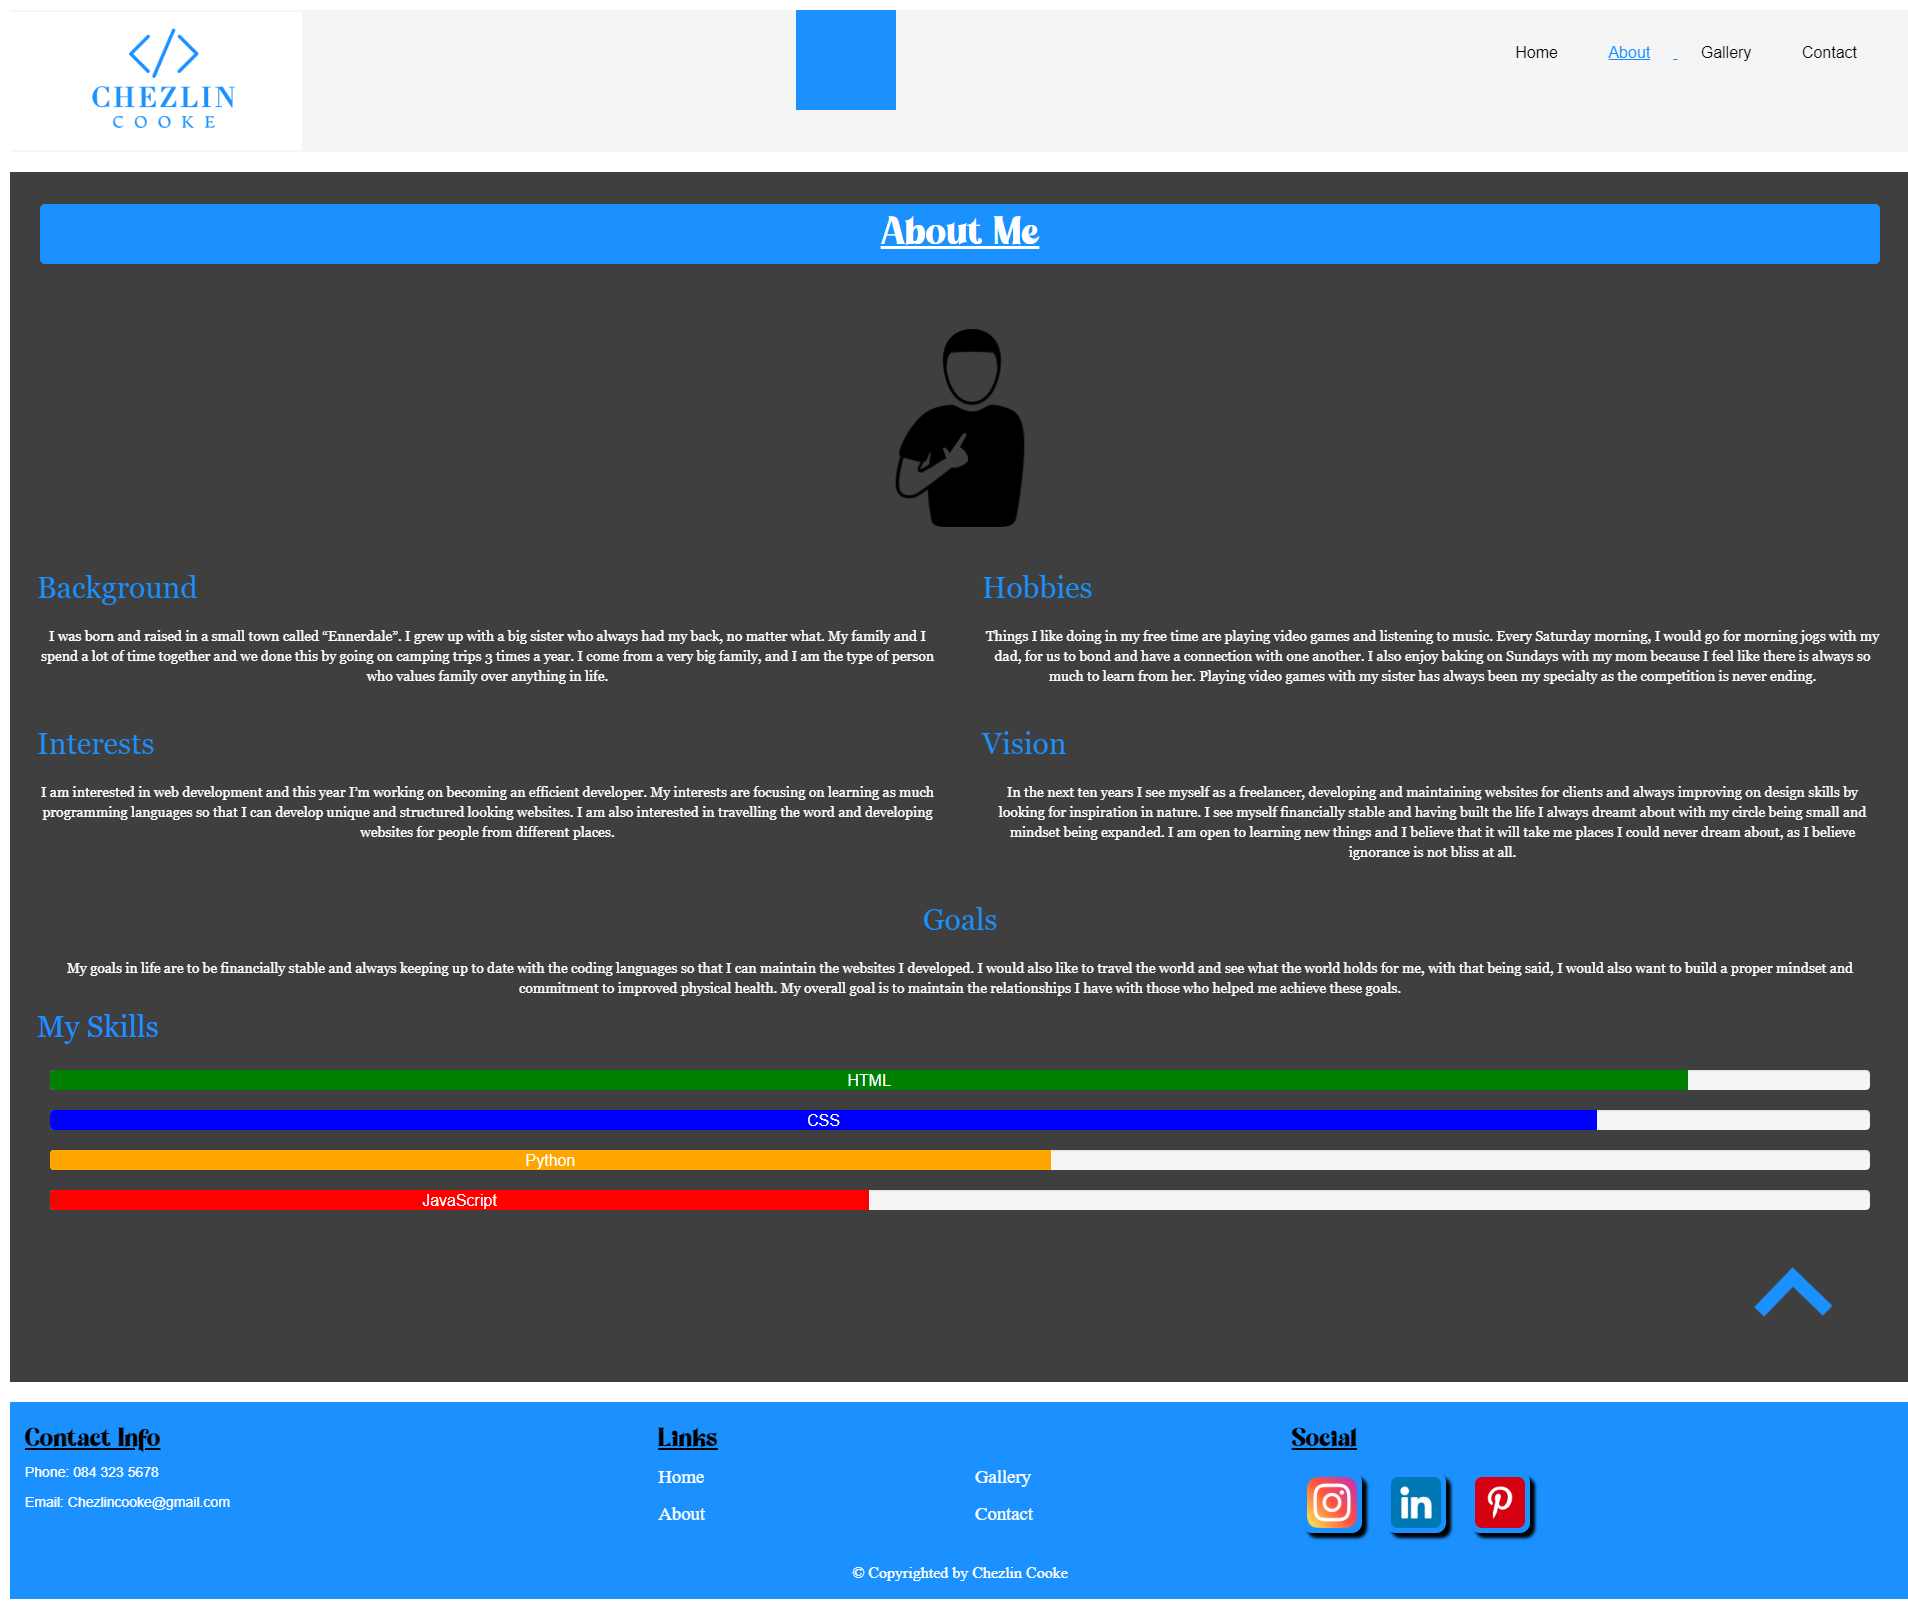 </>
CHEZLIN
COOKE
Home About Gallery Contact
About Me
Background
I was born and raised in a small town called “Ennerdale”. I grew up with a big sister who always had my back, no matter what. My family and I
spend a lot of time together and we done this by going on camping trips 3 times a year. I come from a very big family, and I am the type of person
who values family over anything in life.
Hobbies
Things I like doing in my free time are playing video games and listening to music. Every Saturday morning, I would go for morning jogs with my
dad, for us to bond and have a connection with one another. I also enjoy baking on Sundays with my mom because I feel like there is always so
much to learn from her. Playing video games with my sister has always been my specialty as the competition is never ending.
Interests
I am interested in web development and this year I’m working on becoming an efficient developer. My interests are focusing on learning as much
programming languages so that I can develop unique and structured looking websites. I am also interested in travelling the word and developing
websites for people from different places.
Vision
In the next ten years I see myself as a freelancer, developing and maintaining websites for clients and always improving on design skills by
looking for inspiration in nature. I see myself financially stable and having built the life I always dreamt about with my circle being small and
mindset being expanded. I am open to learning new things and I believe that it will take me places I could never dream about, as I believe
ignorance is not bliss at all.
Goals
My goals in life are to be financially stable and always keeping up to date with the coding languages so that I can maintain the websites I developed. I would also like to travel the world and see what the world holds for me, with that being said, I would also want to build a proper mindset and
commitment to improved physical health. My overall goal is to maintain the relationships I have with those who helped me achieve these goals.
My Skills
HTML
CSS
Python
JavaScript
Contact Info
Phone: 084 323 5678
Email: Chezlincooke@gmail.com
Links
Home Gallery
About Contact
Social
in
© Copyrighted by Chezlin Cooke